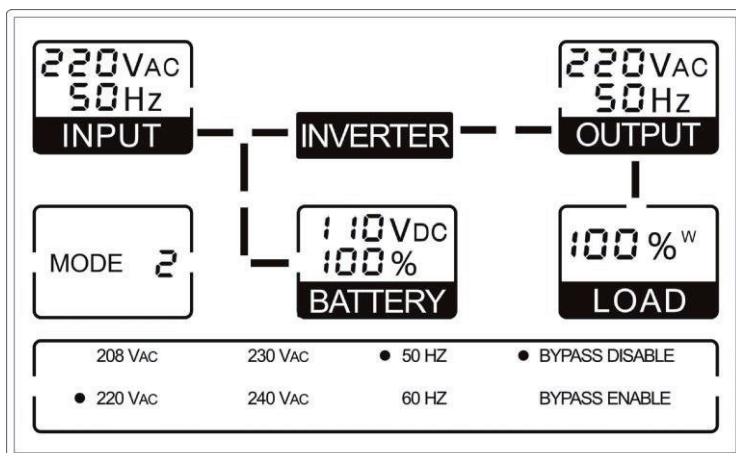 220VAC
50Hz
INPUT
INVERTER
220VAC
50Hz
OUTPUT
MODE 2
110VDC
100%
BATTERY
100%W
LOAD
208 VAC 230 VAC • 50 HZ • BYPASS DISABLE
• 220 VAC 240 VAC 60 HZ BYPASS ENABLE